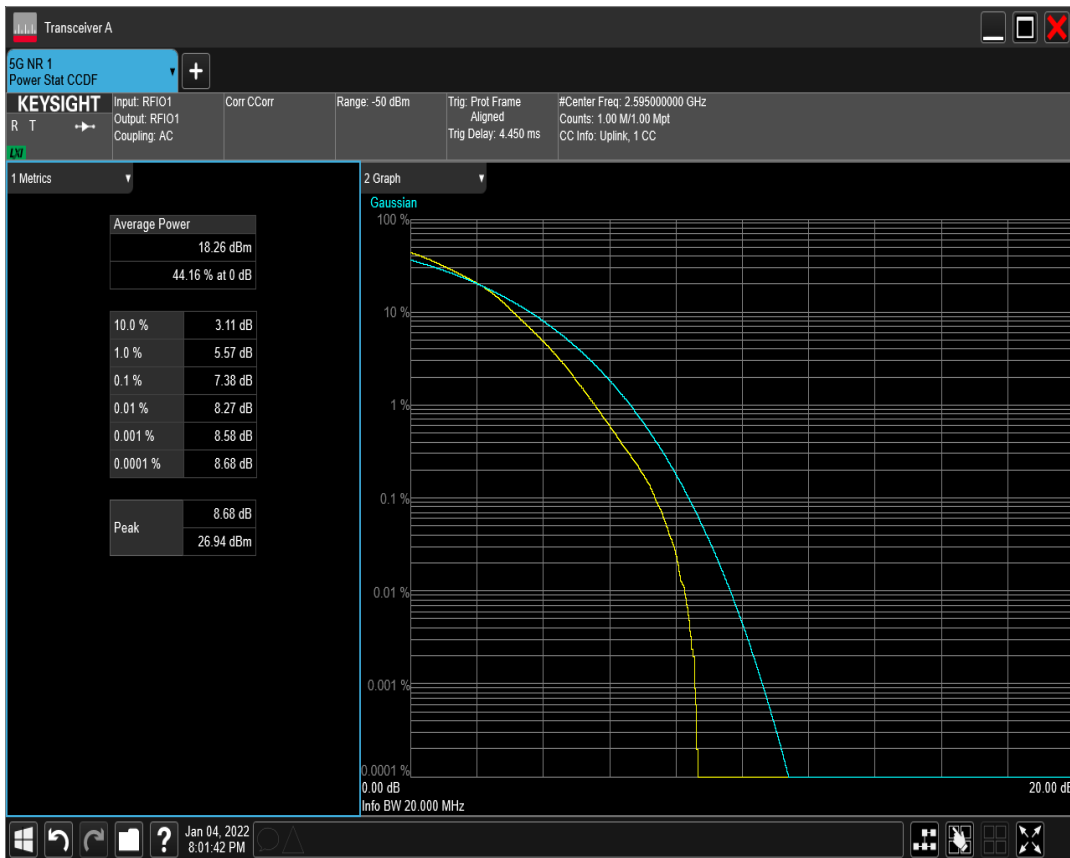 Transceiver A
5G NR 1
Power Stat CCDF
KEYSIGHT
R T
LXI
Input: RFIO1
Output: RFIO1
Coupling: AC
Corr CCorr
Range: -50 dBm
Trig: Prot Frame
Aligned
Trig Delay: 4.450 ms
#Center Freq: 2.595000000 GHz
Counts: 1.00 M/1.00 Mpt
CC Info: Uplink, 1 CC
1 Metrics
Average Power
18.26 dBm
44.16 % at 0 dB
10.0 % 3.11 dB
1.0 % 5.57 dB
0.1 % 7.38 dB
0.01 % 8.27 dB
0.001 % 8.58 dB
0.0001 % 8.68 dB
Peak
8.68 dB
26.94 dBm
2 Graph
Gaussian
100 %
10 %
1 %
0.1 %
0.01 %
0.001 %
0.0001 %
0.00 dB 20.00 dB
Info BW 20.000 MHz
?
Jan 04, 2022
8:01:42 PM